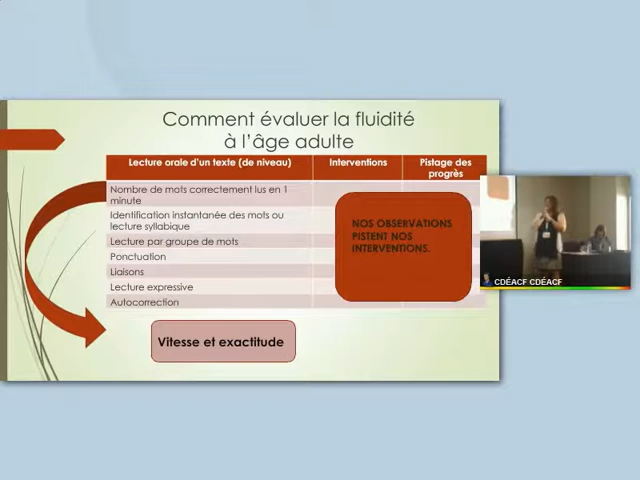 Comment évaluer la fluidité
à l'âge adulte
Lecture orale d'un texte (de niveau)
Interventions
Pistage des
progrès
Nombre de mots correctement lus en 1
minute
Identification instantanée des mots ou
lecture syllabique
Lecture par groupe de mots
Ponctuation
Liaisons
Lecture expressive
Autocorrection
NOS OBSERVATIONS
PISTENT NOS
INTERVENTIONS.
Vitesse et exactitude
CDÉACF CDÉACF